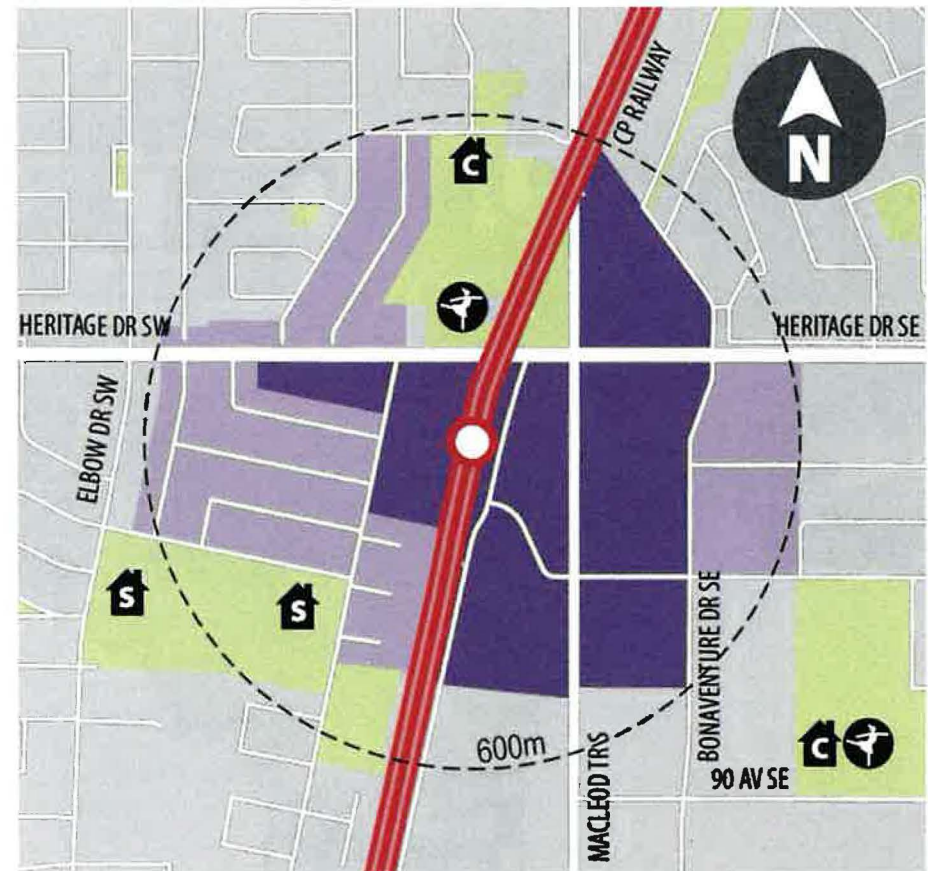 CP RAILWAY
N
C
HERITAGE DR SW
HERITAGE DR SE
ELBOW DR SW
S
S
BONAVENTURE DR SE
600m
MACLEOD TR S
C
90 AV SE